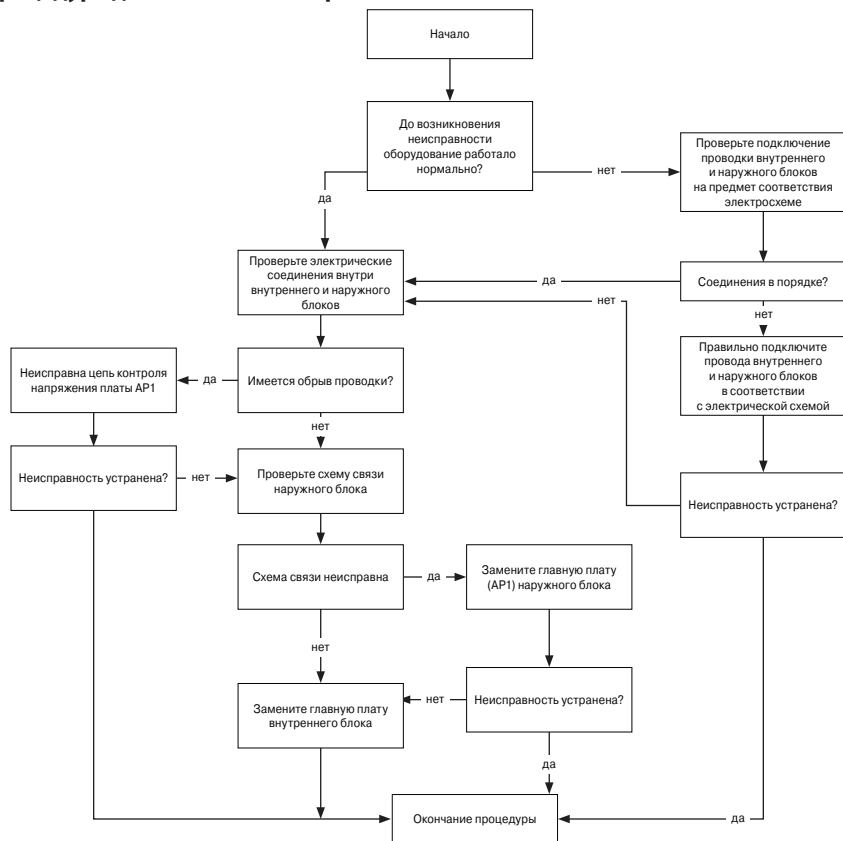 Начало
До возникновения
неисправности
оборудование работало
нормально?
нет
Проверьте подключение
проводки внутреннего
и наружного блоков
на предмет соответствия
электросхеме
да
Проверьте электрические
соединения внутри
внутреннего и наружного
блоков
да
Соединения в порядке?
нет
нет
Неисправна цепь контроля
напряжения платы AP1
да
Имеется обрыв проводки?
Правильно подключите
провода внутреннего
и наружного блоков
в соответствии
с электрической схемой
нет
Неисправность устранена?
нет
Проверьте схему связи
наружного блока
Неисправность устранена?
Схема связи неисправна
да
Замените главную плату
(AP1) наружного блока
нет
Замените главную плату
внутреннего блока
нет
Неисправность устранена?
да
Окончание процедуры
да